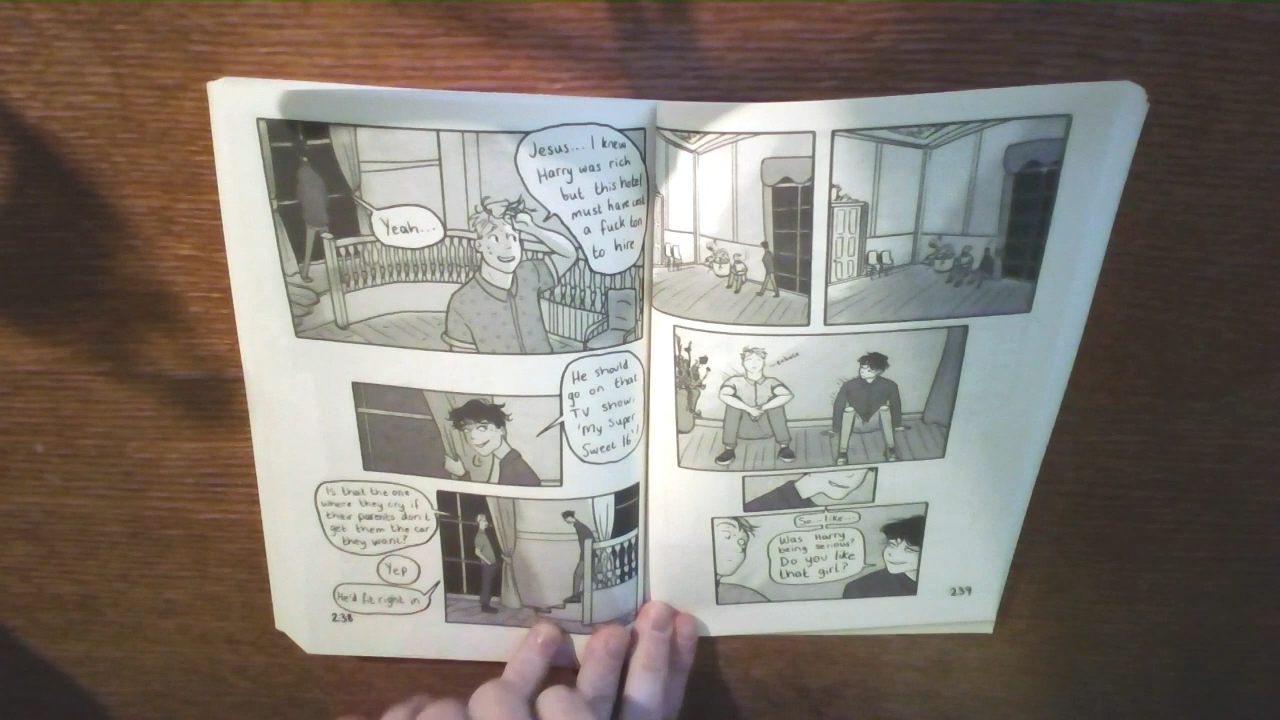 Jesus... I knew
Harry was rich
but this hotel
must have cost
a fuck ton
to hire
Yeah...
He should
go on that
TV show.
'My Super
Sweet 16'!
Is that the one
where they cry if
their parents don't
get them the car
they want?
Yep
He'd fit right in
238
exhale
So... like...
Was Harry
being serious?
Do you like
that girl?
239